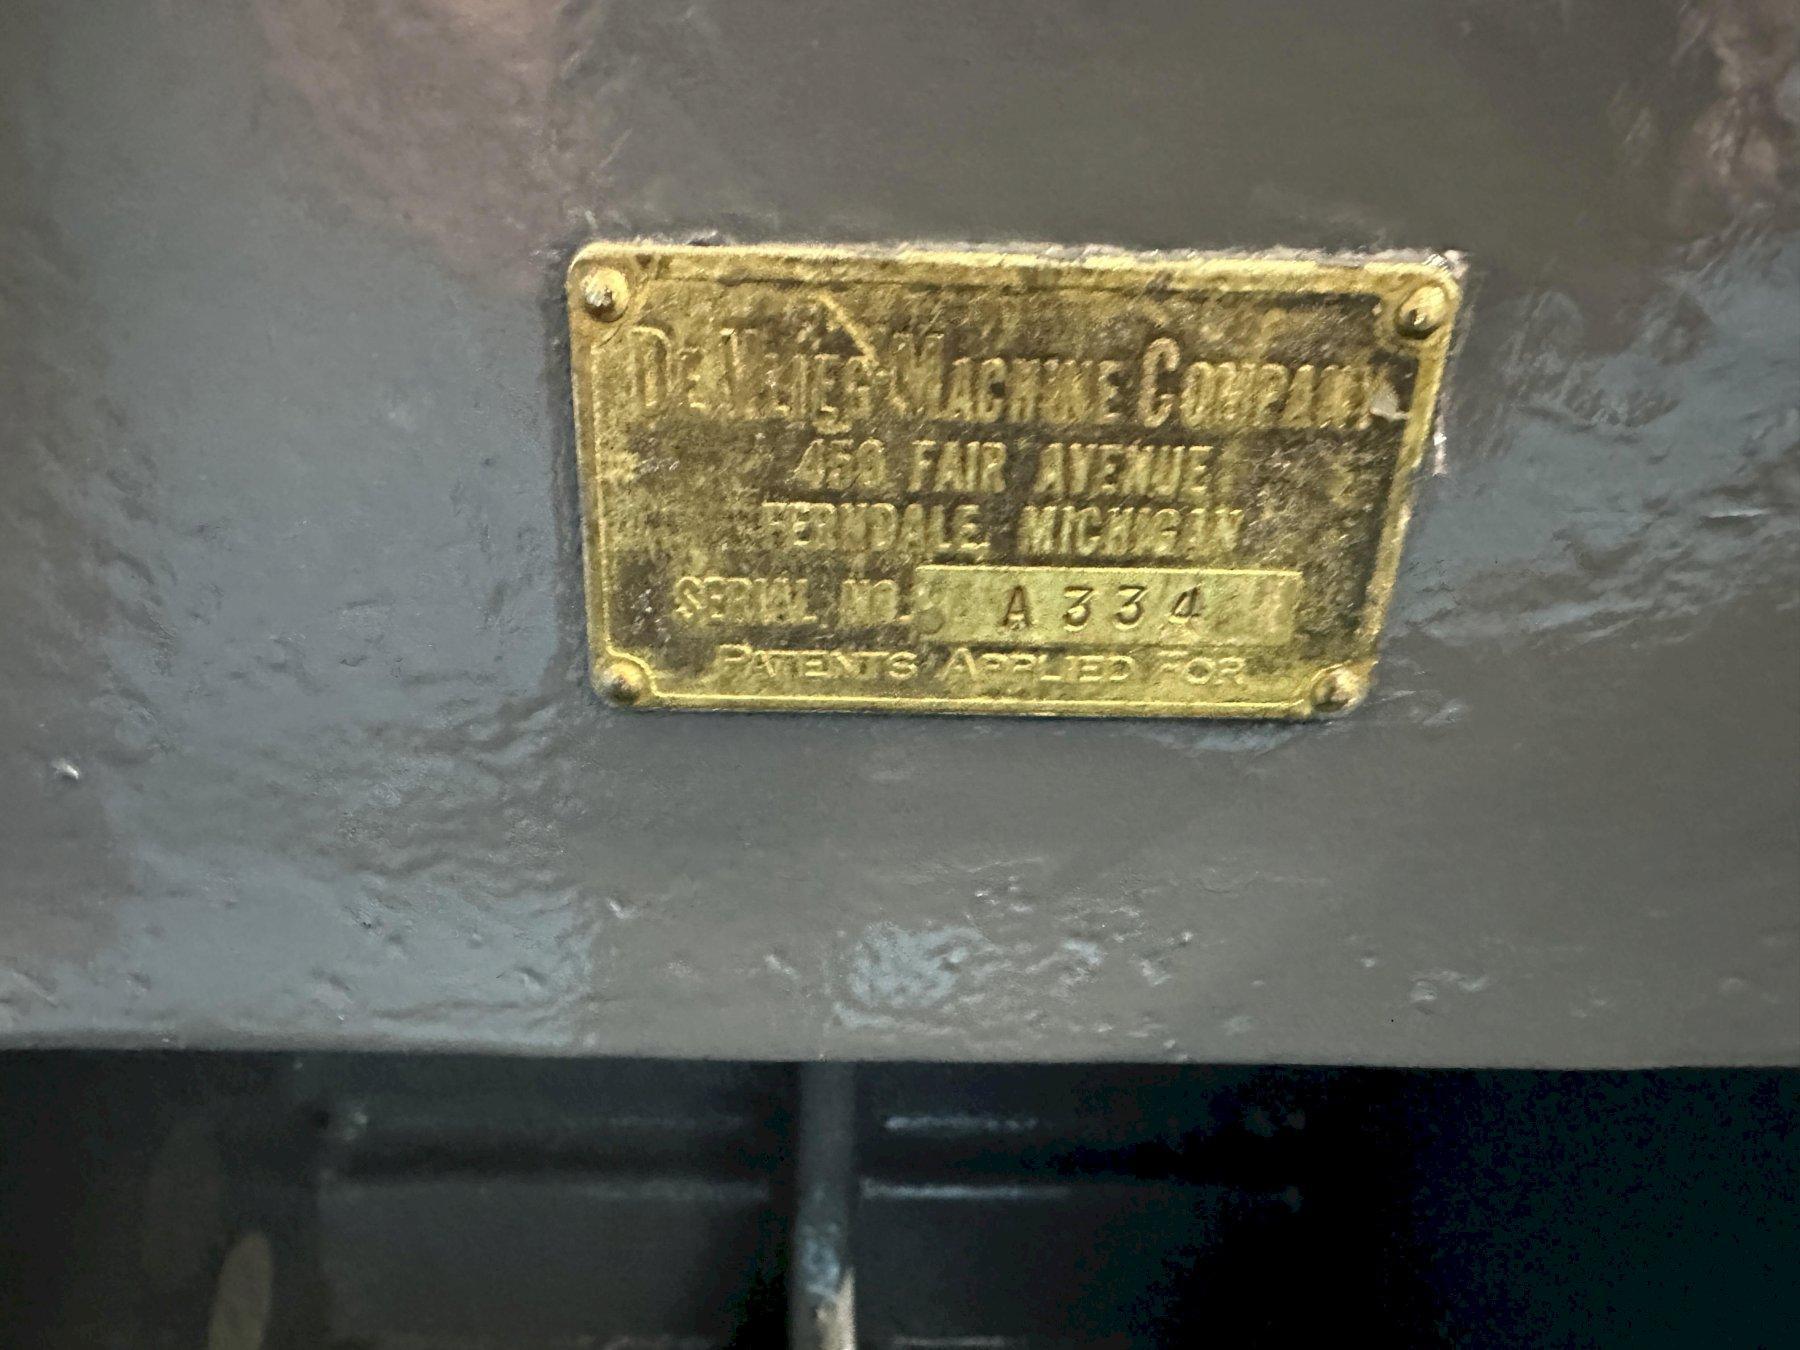 DeVlieg Machine Company
450 FAIR AVENUE
FERNDALE, MICHIGAN
SERIAL NO. A334
PATENTS APPLIED FOR